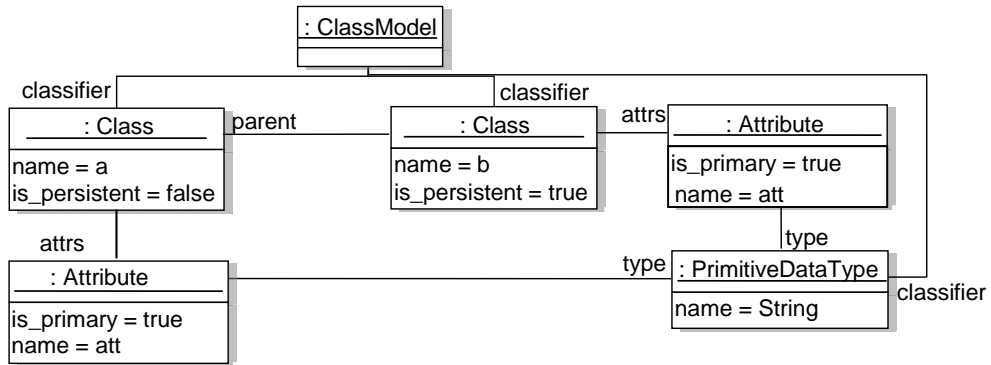 : ClassModel
classifier
classifier
: Class
name = a
is_persistent = false
parent
: Class
name = b
is_persistent = true
attrs
: Attribute
is_primary = true
name = att
attrs
type
: Attribute
is_primary = true
name = att
type
: PrimitiveDataType
name = String
classifier